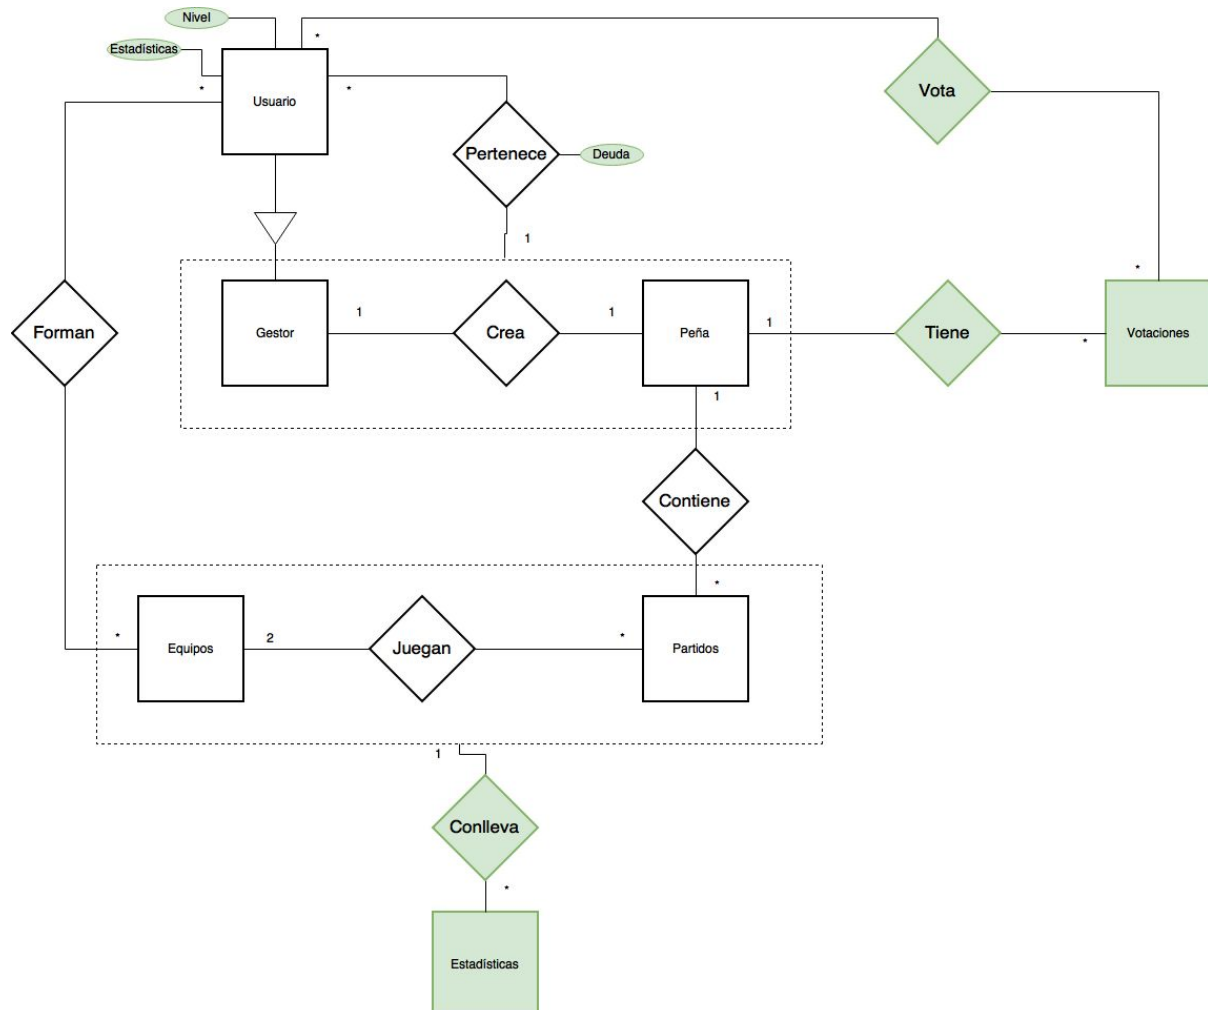 Nivel
*
Estadísticas
Vota
*
*
Usuario
Pertenece
Deuda
1
*
Forman
Gestor
1
Crea
1
Peña
1
Tiene
*
Votaciones
1
Contiene
*
*
Equipos
2
Juegan
*
Partidos
1
Conlleva
*
Estadísticas